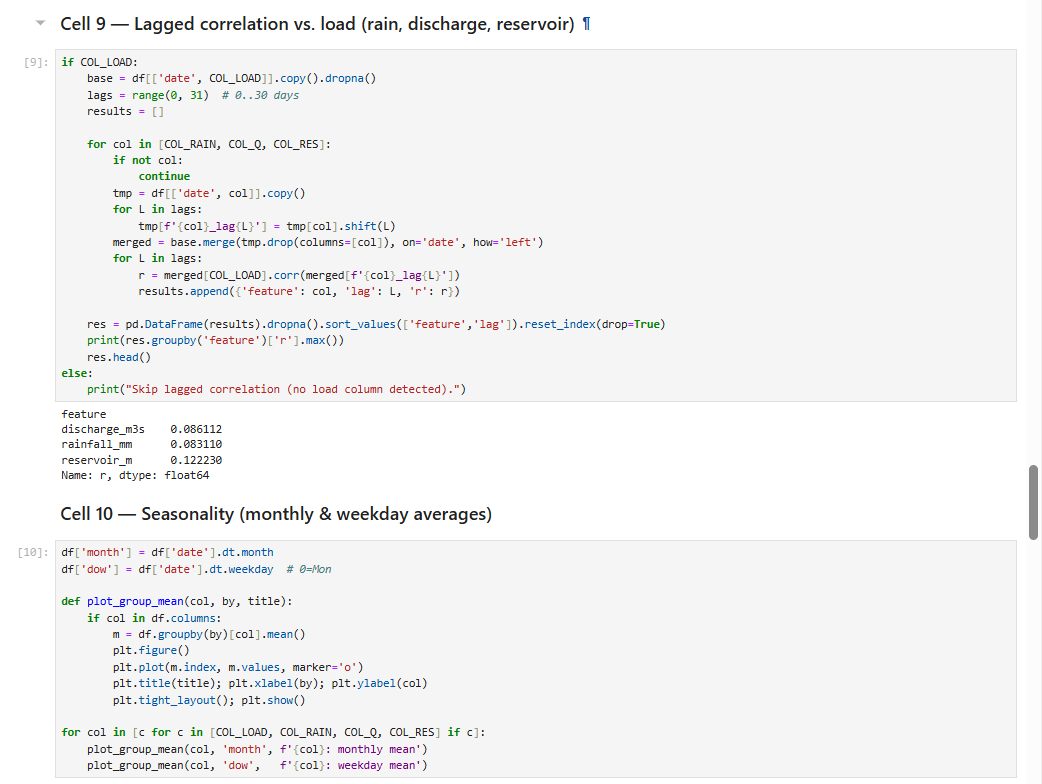 Cell 9 — Lagged correlation vs. load (rain, discharge, reservoir) ¶
[9]: if COL_LOAD:
    base = df[['date', COL_LOAD]].copy().dropna()
    lags = range(0, 31)  # 0..30 days
    results = []

    for col in [COL_RAIN, COL_Q, COL_RES]:
        if not col:
            continue
        tmp = df[['date', col]].copy()
        for L in lags:
            tmp[f'{col}_lag{L}'] = tmp[col].shift(L)
        merged = base.merge(tmp.drop(columns=[col]), on='date', how='left')
        for L in lags:
            r = merged[COL_LOAD].corr(merged[f'{col}_lag{L}'])
            results.append({'feature': col, 'lag': L, 'r': r})

    res = pd.DataFrame(results).dropna().sort_values(['feature','lag']).reset_index(drop=True)
    print(res.groupby('feature')['r'].max())
    res.head()
else:
    print("Skip lagged correlation (no load column detected).")
feature
discharge_m3s    0.086112
rainfall_mm      0.083110
reservoir_m      0.122230
Name: r, dtype: float64
Cell 10 — Seasonality (monthly & weekday averages)
[10]: df['month'] = df['date'].dt.month
df['dow'] = df['date'].dt.weekday  # 0=Mon

def plot_group_mean(col, by, title):
    if col in df.columns:
        m = df.groupby(by)[col].mean()
        plt.figure()
        plt.plot(m.index, m.values, marker='o')
        plt.title(title); plt.xlabel(by); plt.ylabel(col)
        plt.tight_layout(); plt.show()

for col in [c for c in [COL_LOAD, COL_RAIN, COL_Q, COL_RES] if c]:
    plot_group_mean(col, 'month', f'{col}: monthly mean')
    plot_group_mean(col, 'dow',   f'{col}: weekday mean')